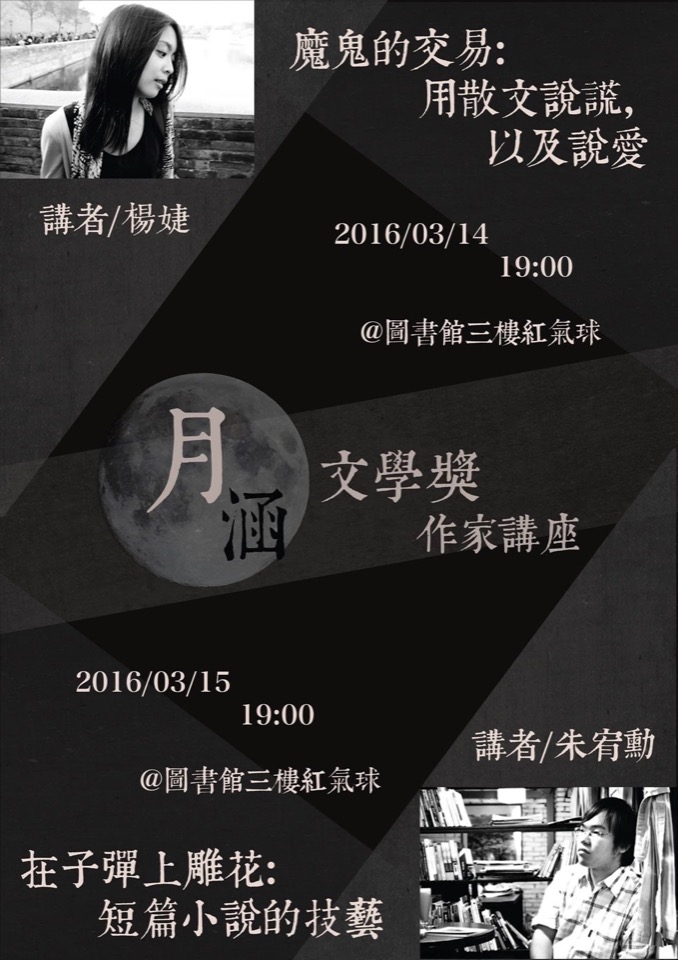 魔鬼的交易:
用散文說謊,
以及說愛
講者/楊婕
2016/03/14
19:00
@圖書館三樓紅氣球
月
涵
文學獎
作家講座
2016/03/15
19:00
@圖書館三樓紅氣球
講者/朱宥勳
在子彈上雕花:
短篇小說的技藝